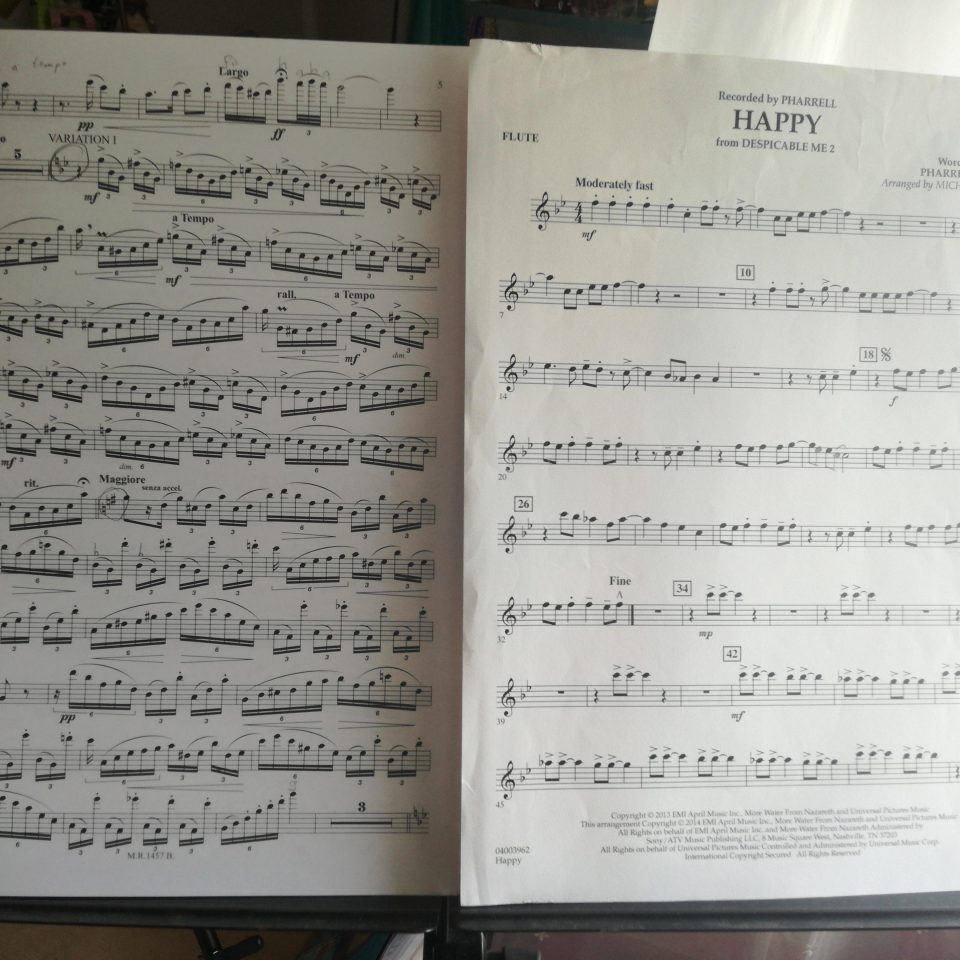 a tempo
Largo
5
pp
ff
3
5
VARIATION I
mf
3
a Tempo
mf
rall.
a Tempo
mf
dim.
mf
dim.
rit.
Maggiore
senza accel.
pp
3
M.R.1457 B.
Recorded by PHARRELL
HAPPY
FLUTE
from DESPICABLE ME 2
Arranged by
Moderately fast
4
4
mf
10
7
18
14
f
20
26
Fine
34
32
mp
42
39
mf
45
Copyright © 2013 EMI April Music Inc., More Water From Nazareth and Universal Pictures Music
This arrangement Copyright © 2014 EMI April Music Inc., More Water From Nazareth and Universal Pictures Music
All Rights on behalf of EMI April Music Inc. and More Water From Nazareth Administered by
Sony/ATV Music Publishing LLC, 8 Music Square West, Nashville, TN 37203
All Rights on behalf of Universal Pictures Music Controlled and Administered by Universal Music Corp.
International Copyright Secured All Rights Reserved
04003962
Happy